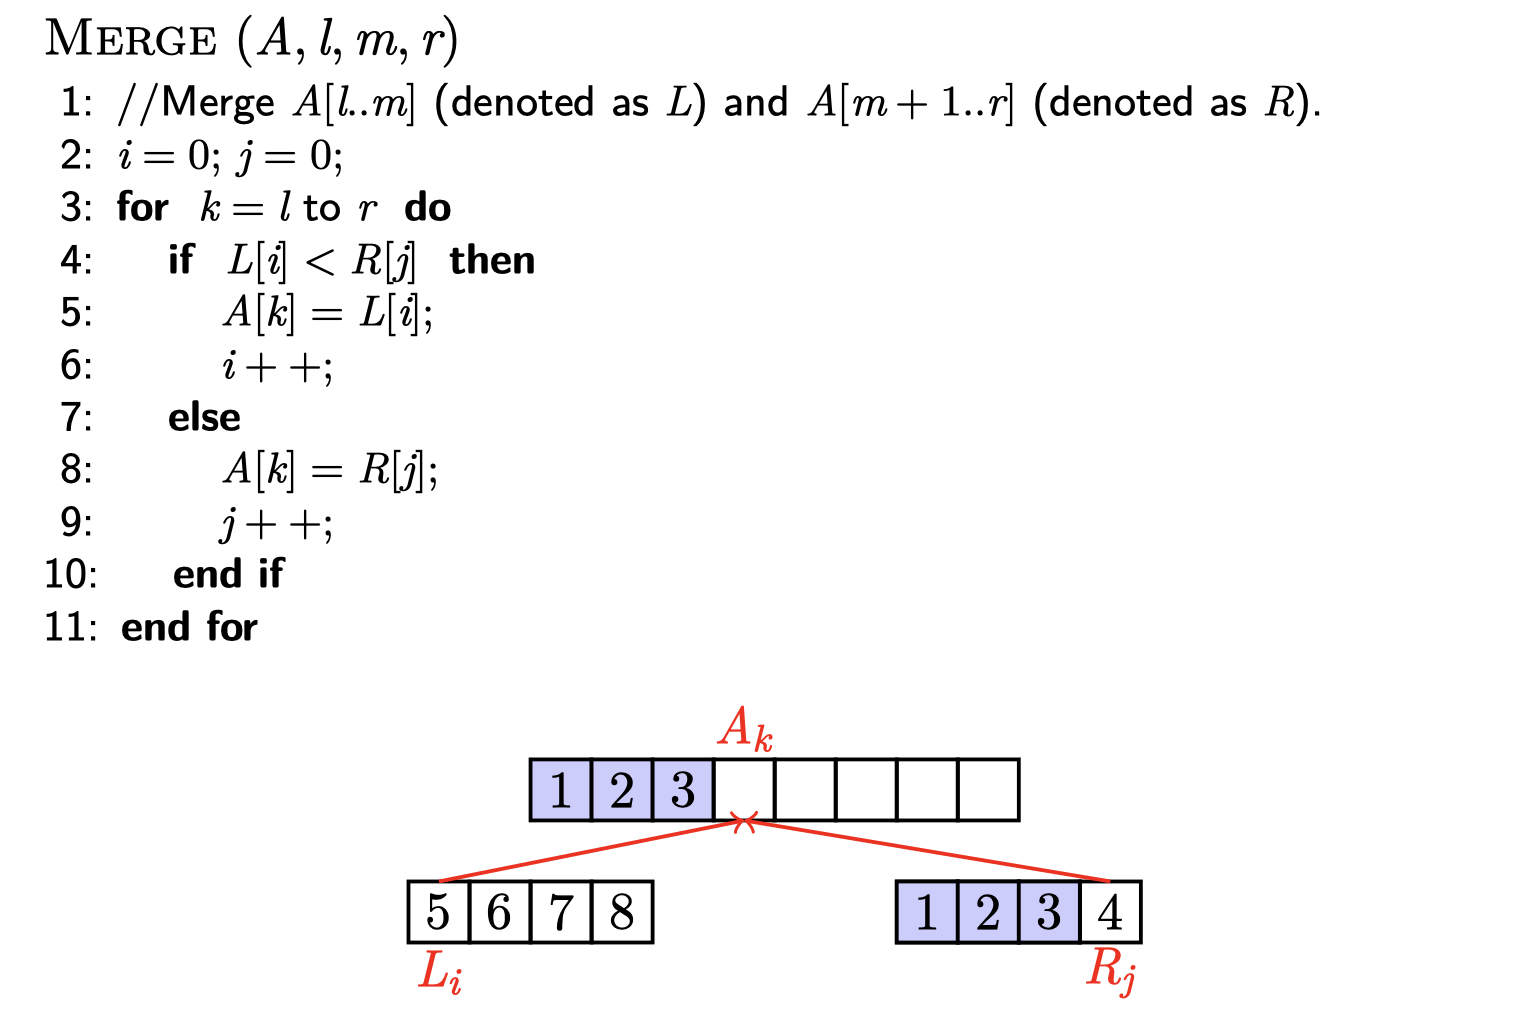 MERGE (A, l, m, r)
1: //Merge A[l..m] (denoted as L) and A[m + 1..r] (denoted as R).
2: i = 0; j = 0;
3: for k = l to r do
4: if L[i] < R[j] then
5: A[k] = L[i];
6: i + +;
7: else
8: A[k] = R[j];
9: j + +;
10: end if
11: end for
A_k
1 2 3
5 6 7 8 1 2 3 4
L_i R_j